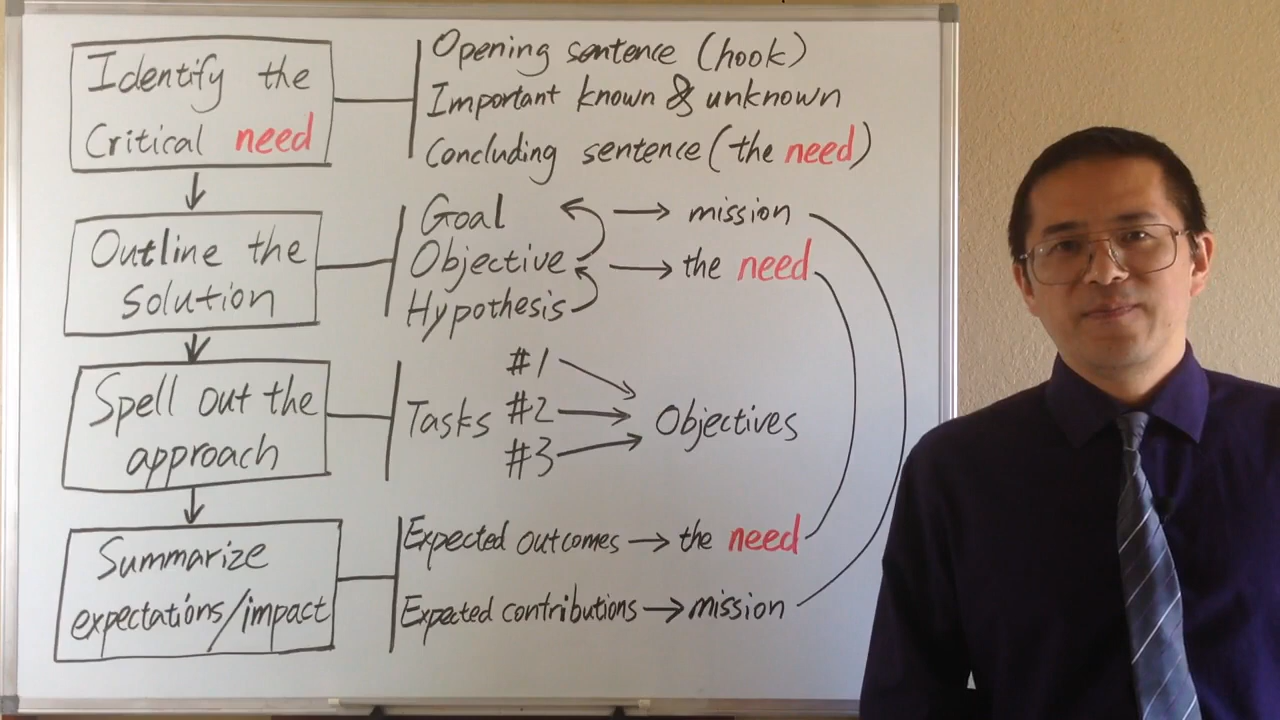 Identify the
Critical need
Opening sentence (hook)
Important known & unknown
Concluding sentence (the need)
Outline the
solution
Goal → mission
Objective → the need
Hypothesis
Spell out the
approach
Tasks
#1
#2
#3
Objectives
Summarize
expectations/impact
Expected outcomes → the need
Expected contributions → mission